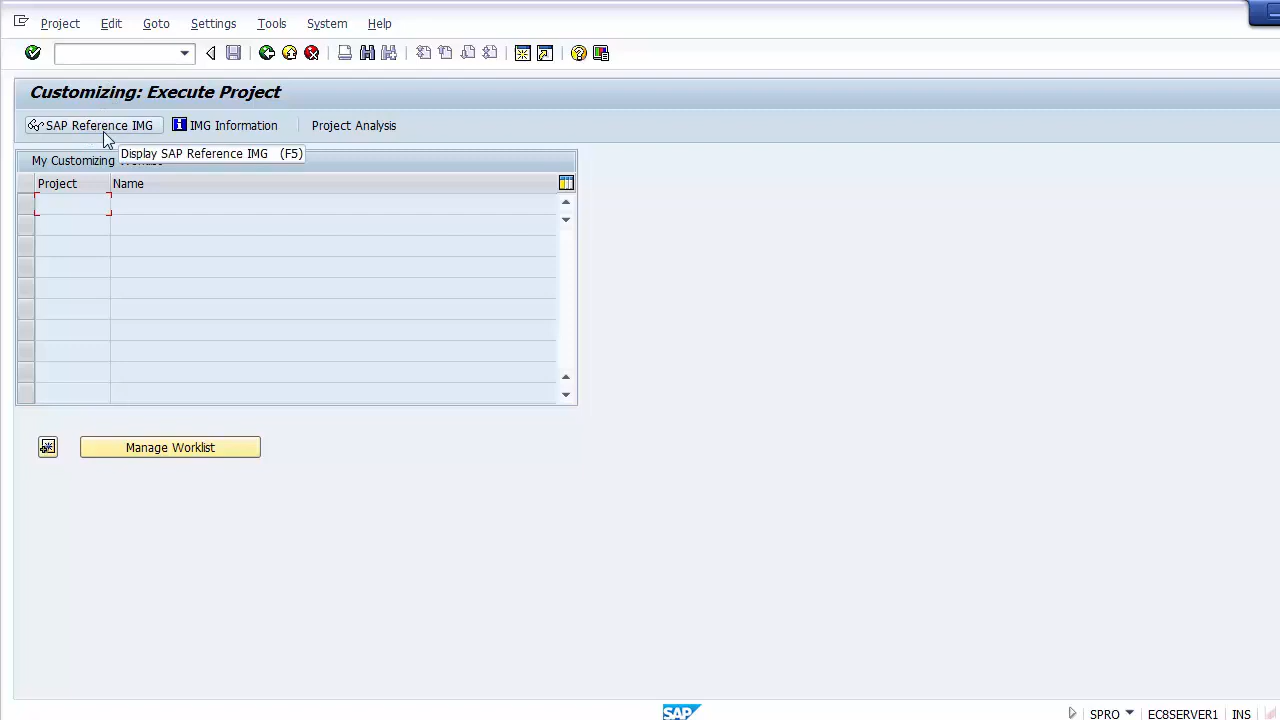 Project Edit Goto Settings Tools System Help
Customizing: Execute Project
SAP Reference IMG IMG Information Project Analysis
Display SAP Reference IMG (F5)
My Customizing
Project Name
Manage Worklist
SAP SPRO EC8SERVER1 INS